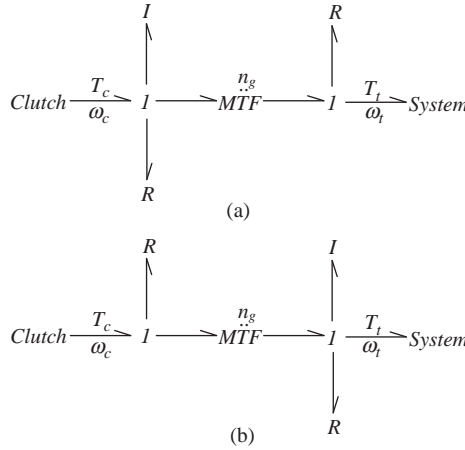 I R
T_c n_g T_t
Clutch 1 MTF 1 System
ω_c ω_t
R
(a)
R I
T_c n_g T_t
Clutch 1 MTF 1 System
ω_c ω_t
R
(b)